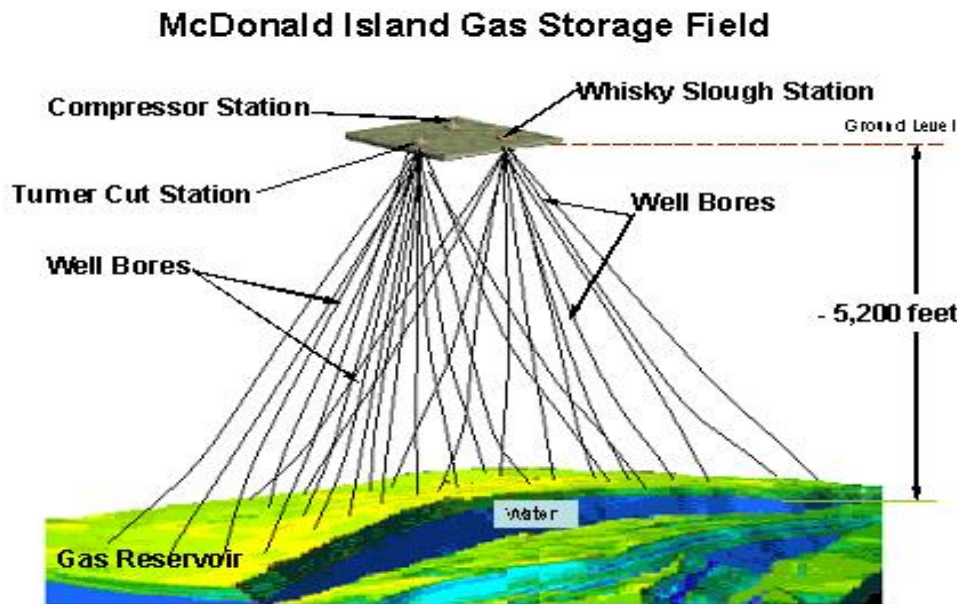 McDonald Island Gas Storage Field
Compressor Station
Whisky Slough Station
Ground Level
Turner Cut Station
Well Bores
Well Bores
- 5,200 feet
Water
Gas Reservoir